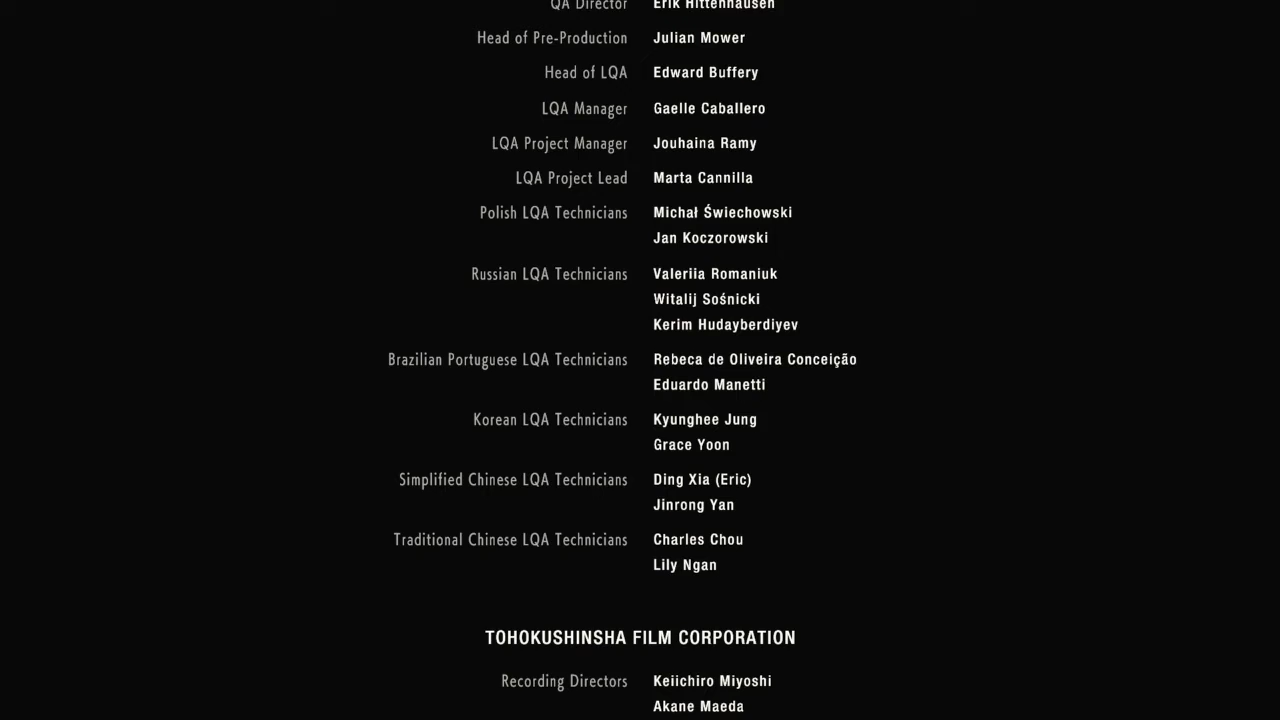 QA Director Erik Hittenhausen
Head of Pre-Production Julian Mower
Head of LQA Edward Buffery
LQA Manager Gaelle Caballero
LQA Project Manager Jouhaina Ramy
LQA Project Lead Marta Cannilla
Polish LQA Technicians Michał Świechowski
Jan Koczorowski
Russian LQA Technicians Valeriia Romaniuk
Witalij Sośnicki
Kerim Hudayberdiyev
Brazilian Portuguese LQA Technicians Rebeca de Oliveira Conceição
Eduardo Manetti
Korean LQA Technicians Kyunghee Jung
Grace Yoon
Simplified Chinese LQA Technicians Ding Xia (Eric)
Jinrong Yan
Traditional Chinese LQA Technicians Charles Chou
Lily Ngan
TOHOKUSHINSHA FILM CORPORATION
Recording Directors Keiichiro Miyoshi
Akane Maeda